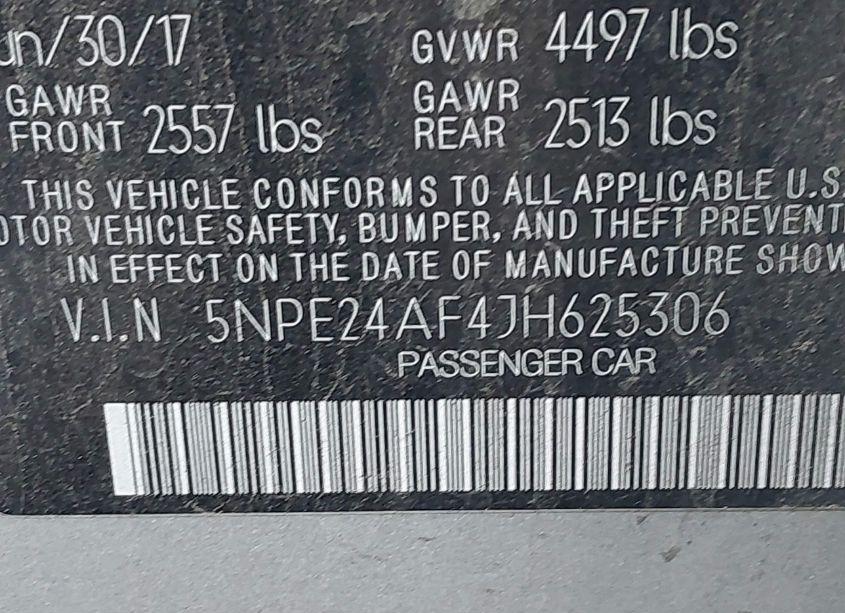 un/30/17 GVWR 4497 lbs
GAWR FRONT 2557 lbs GAWR REAR 2513 lbs
THIS VEHICLE CONFORMS TO ALL APPLICABLE U.S.
OTOR VEHICLE SAFETY, BUMPER, AND THEFT PREVENTI
IN EFFECT ON THE DATE OF MANUFACTURE SHOW
V.I.N 5NPE24AF4JH625306
PASSENGER CAR